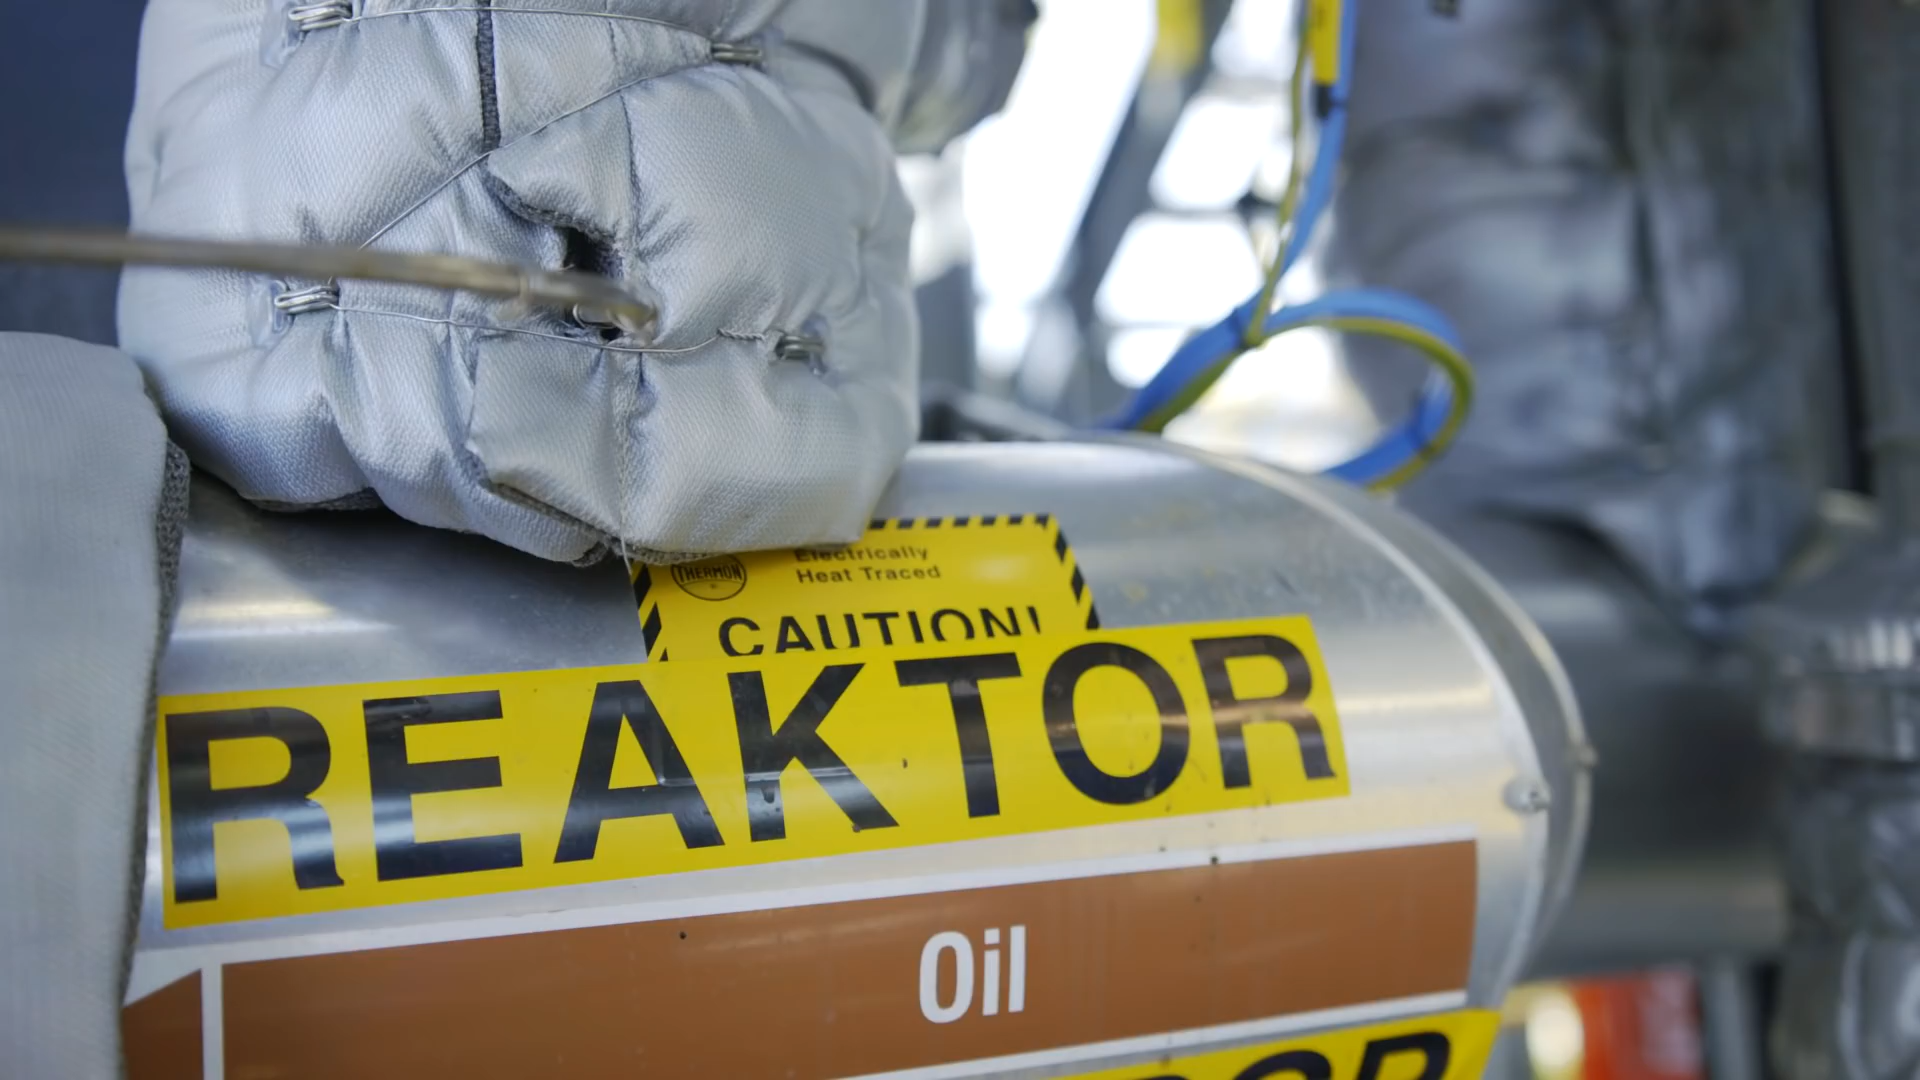 Electrically
THERMON
Heat Traced
CAUTION!
REAKTOR
Oil